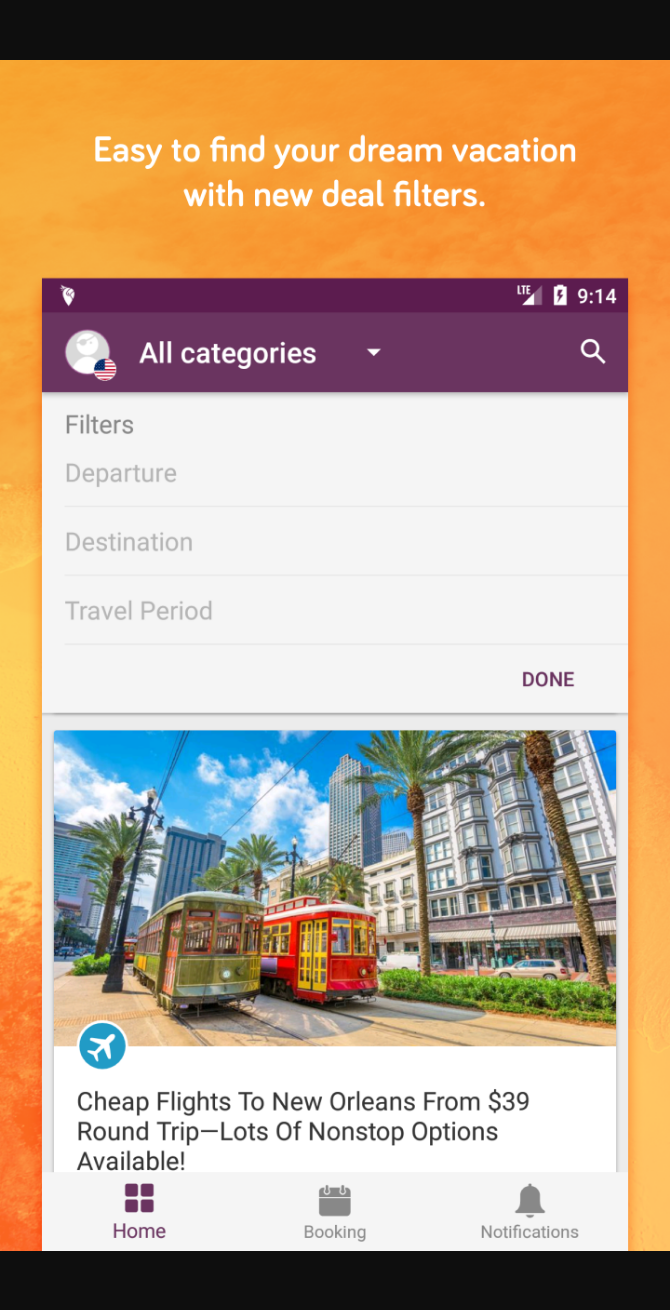 Easy to find your dream vacation
with new deal filters.
LTE 9:14
All categories
Filters
Departure
Destination
Travel Period
DONE
Cheap Flights To New Orleans From $39
Round Trip—Lots Of Nonstop Options
Available!
Home Booking Notifications